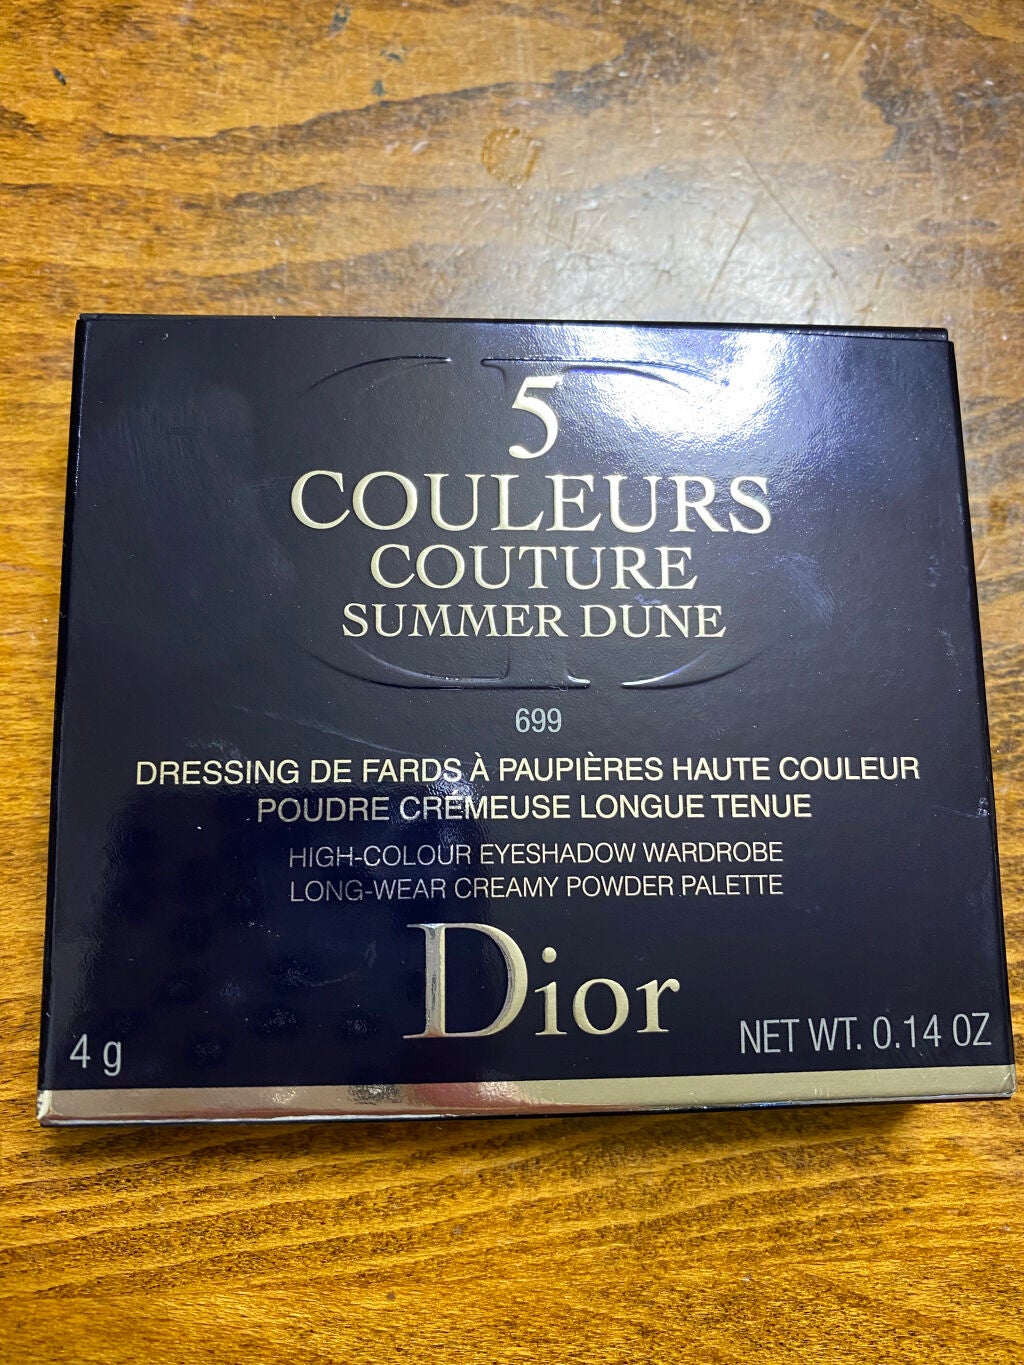 5
COULEURS
COUTURE
SUMMER DUNE
699
DRESSING DE FARDS À PAUPIÈRES HAUTE COULEUR
POUDRE CRÉMEUSE LONGUE TENUE
HIGH-COLOUR EYESHADOW WARDROBE
LONG-WEAR CREAMY POWDER PALETTE
Dior
4 g
NET WT. 0.14 OZ